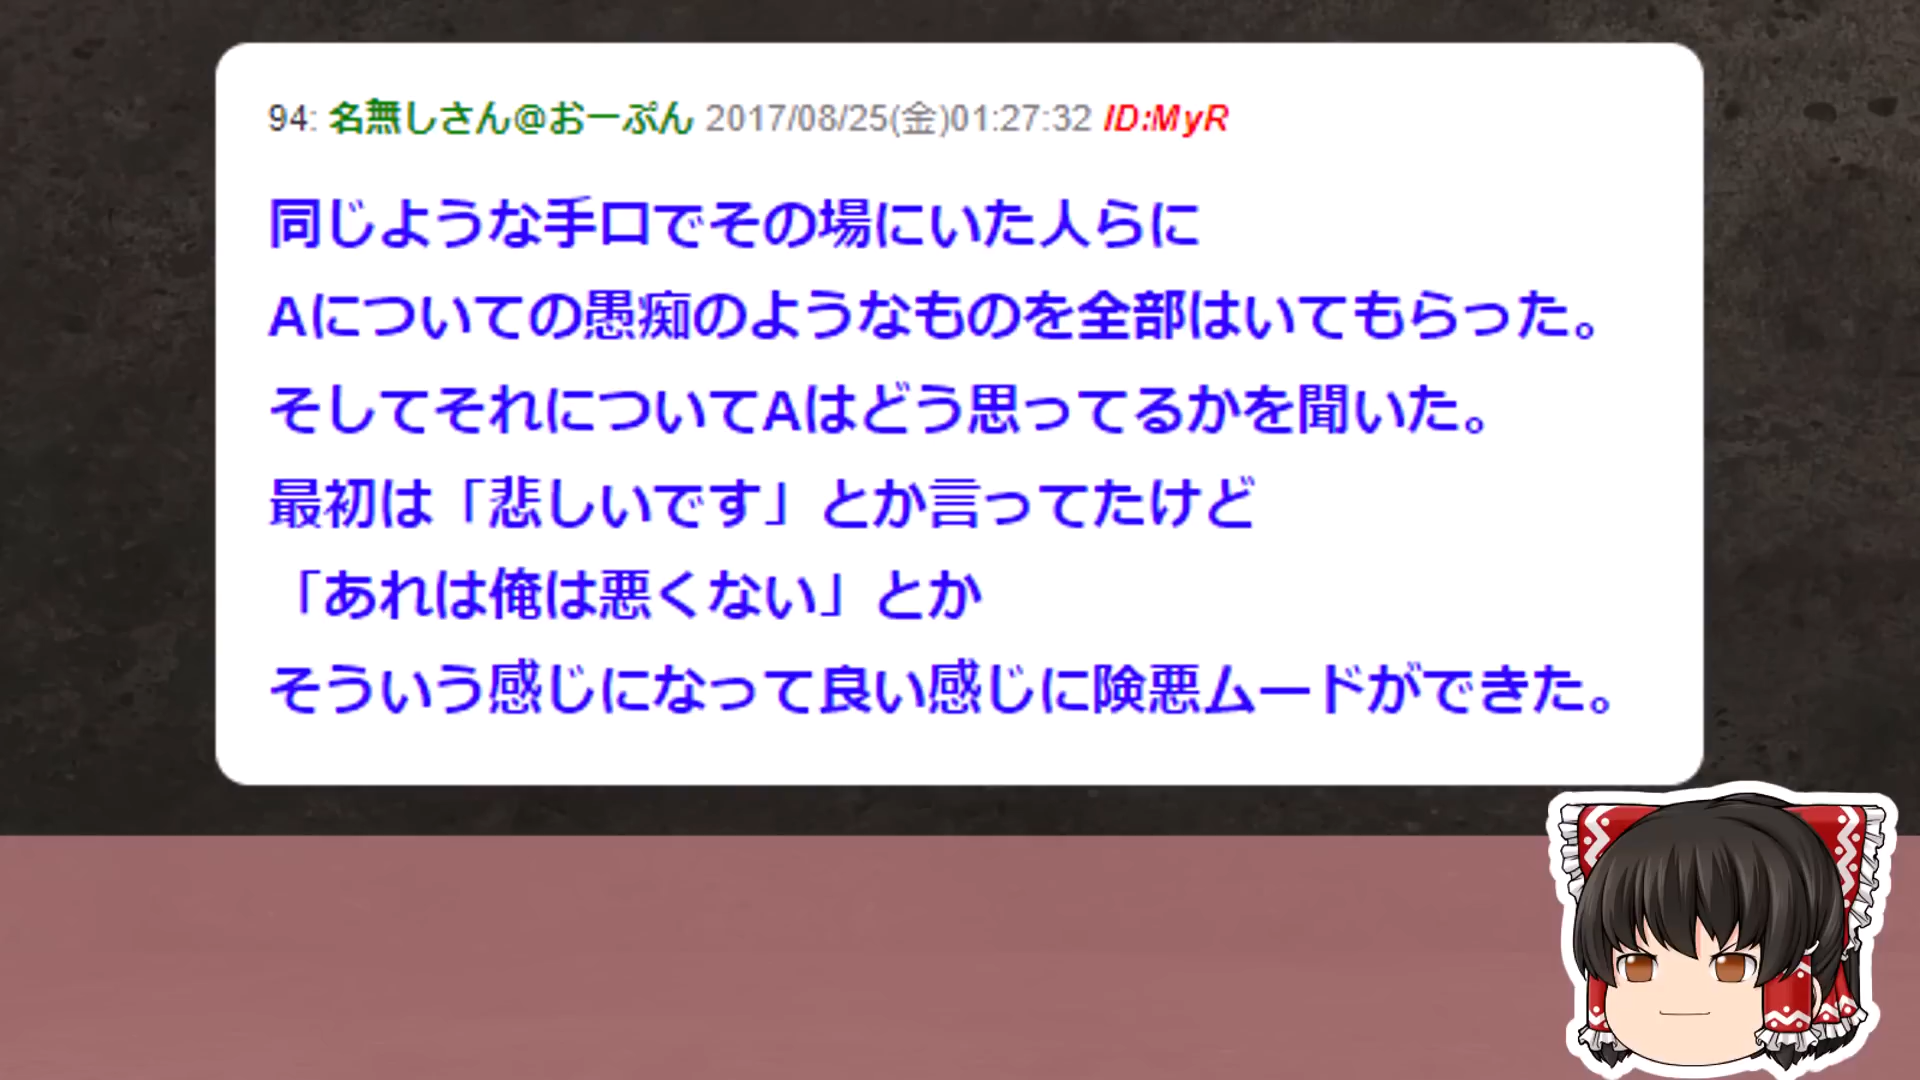 94: 名無しさん@おーぷん 2017/08/25(金)01:27:32 ID:MyR
同じような手口でその場にいた人らに
Aについての愚痴のようなものを全部はいてもらった。
そしてそれについてAはどう思ってるかを聞いた。
最初は「悲しいです」とか言ってたけど
「あれは俺は悪くない」とか
そういう感じになって良い感じに険悪ムードができた。